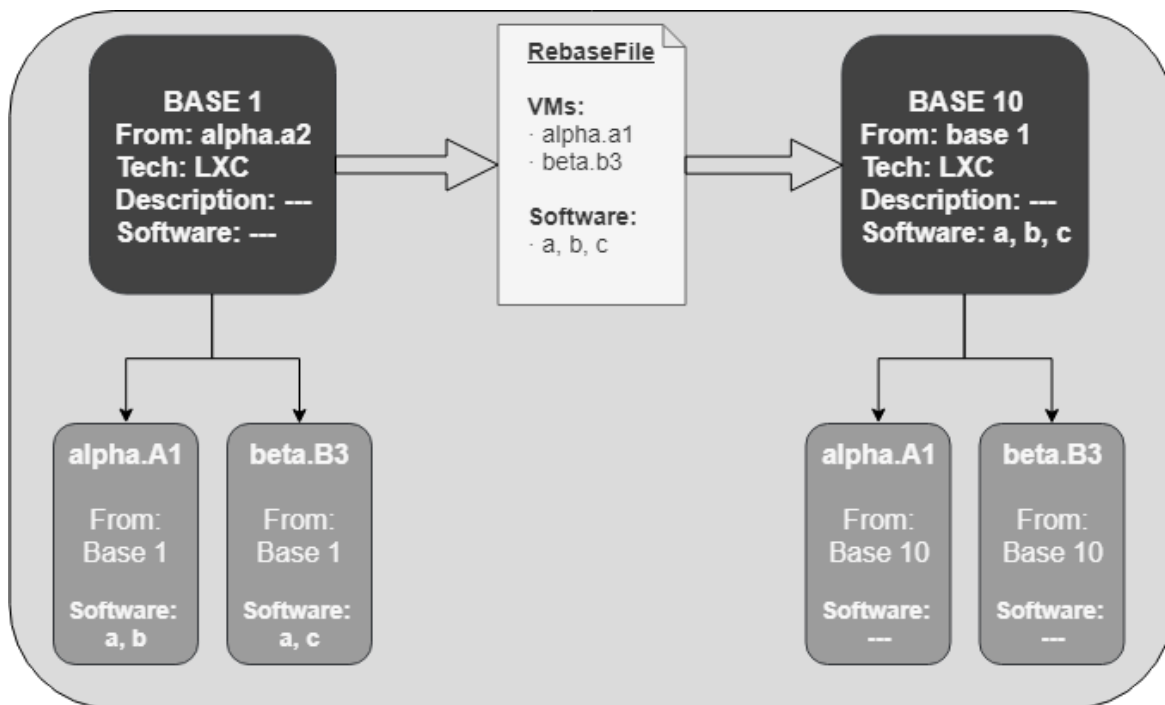 BASE 1
From: alpha.a2
Tech: LXC
Description: ---
Software: ---
RebaseFile
VMs:
· alpha.a1
· beta.b3
Software:
· a, b, c
BASE 10
From: base 1
Tech: LXC
Description: ---
Software: a, b, c
alpha.A1
From:
Base 1
Software:
a, b
beta.B3
From:
Base 1
Software:
a, c
alpha.A1
From:
Base 10
Software:
---
beta.B3
From:
Base 10
Software:
---